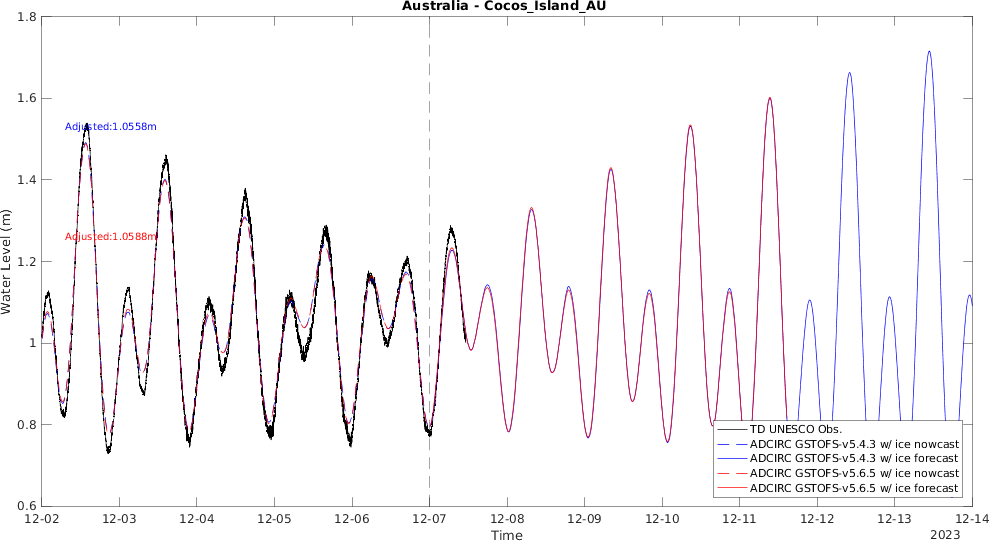 Australia - Cocos_Island_AU
1.8
1.6
1.4
1.2
1
0.8
0.6
Water Level (m)
Adjusted:1.0558m
Adjusted:1.0588m
TD UNESCO Obs.
ADCIRC GSTOFS-v5.4.3 w/ ice nowcast
ADCIRC GSTOFS-v5.4.3 w/ ice forecast
ADCIRC GSTOFS-v5.6.5 w/ ice nowcast
ADCIRC GSTOFS-v5.6.5 w/ ice forecast
12-02 12-03 12-04 12-05 12-06 12-07 12-08 12-09 12-10 12-11 12-12 12-13 12-14
Time
2023